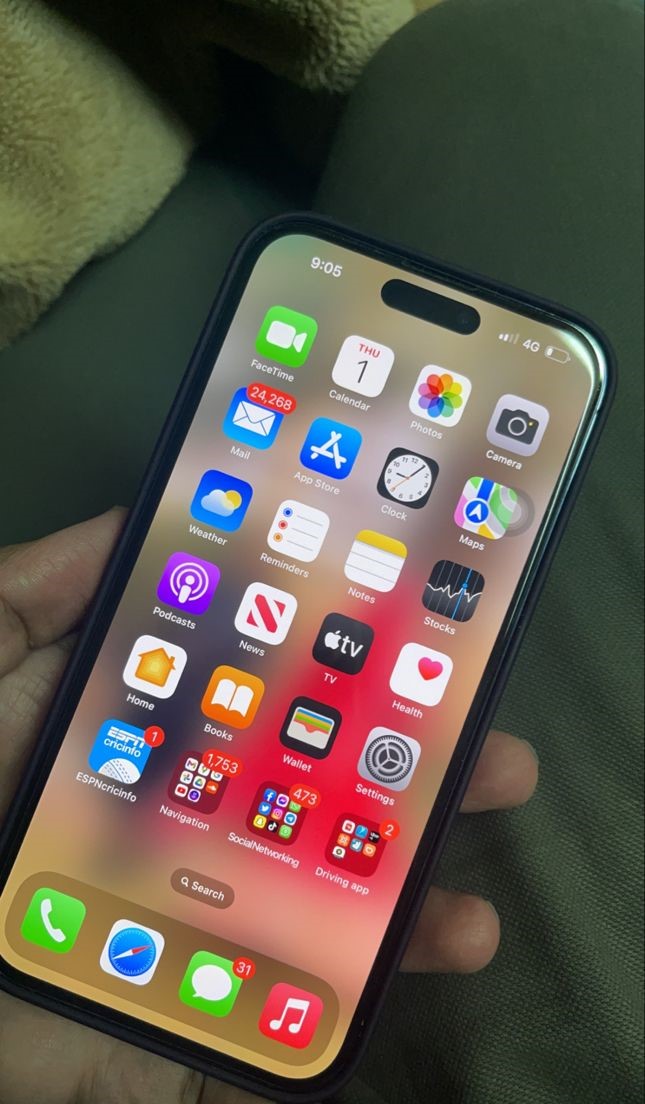 9:05
4G
FaceTime
THU
1
Calendar
Photos
Camera
24,268
Mail
App Store
Clock
Maps
Weather
Reminders
Notes
Stocks
Podcasts
News
tv
TV
Health
Home
Books
Wallet
Settings
ESPN
cricinfo
1
ESPNcricinfo
1,753
Navigation
473
SocialNetworking
2
Driving app
Search
31